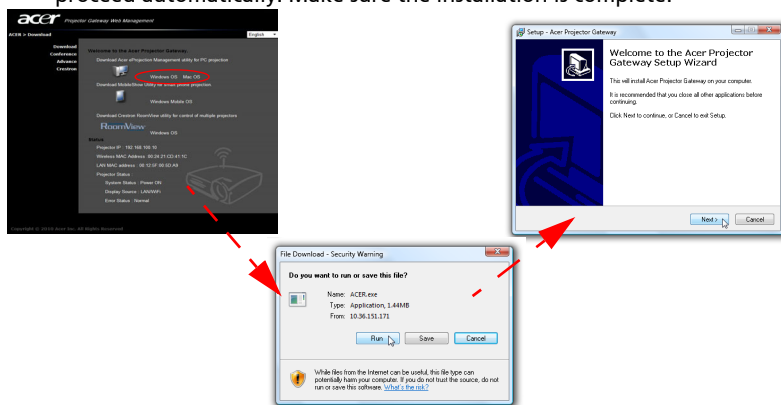 proceed automatically. Make sure the installation is complete.
acer Projector Gateway Web Management
ACER > Download
English
Download
Conference
Advance
Crestron
Welcome to the Acer Projector Gateway.
Download Acer eProjection Management utility for PC projection
Windows OS Mac OS
Download MobileShow Utility for smart phone projection.
Windows Mobile OS
Download Crestron RoomView utility for control of multiple projectors
RoomView
Windows OS
Status
Projector IP : 192.168.100.10
Wireless MAC Address
LAN MAC address
Projector Status :
System Status : Power ON
Display Source : LAN/WiFi
Error Status : Normal
Copyright © 2010 Acer Inc. All Rights Reserved.
Setup - Acer Projector Gateway
Welcome to the Acer Projector
Gateway Setup Wizard
This will install Acer Projector Gateway on your computer.
It is recommended that you close all other applications before
continuing.
Click Next to continue, or Cancel to exit Setup.
Next >
Cancel
File Download - Security Warning
Do you want to run or save this file?
Name: ACER.exe
Type: Application, 1.44MB
From: 10.36.151.171
Run
Save
Cancel
While files from the Internet can be useful, this file type can
potentially harm your computer. If you do not trust the source, do not
run or save this software. What's the risk?